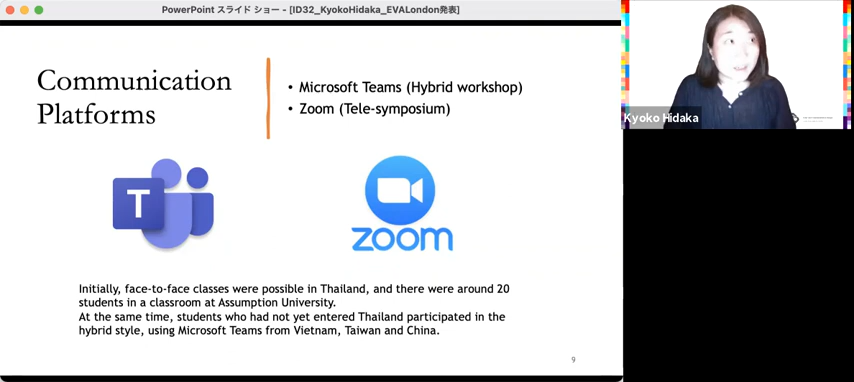 PowerPoint スライド ショー - [ID32_KyokoHidaka_EVALondon発表]
Communication
Platforms
• Microsoft Teams (Hybrid workshop)
• Zoom (Tele-symposium)
T
zoom
Initially, face-to-face classes were possible in Thailand, and there were around 20
students in a classroom at Assumption University.
At the same time, students who had not yet entered Thailand participated in the
hybrid style, using Microsoft Teams from Vietnam, Taiwan and China.
9
Kyoko Hidaka